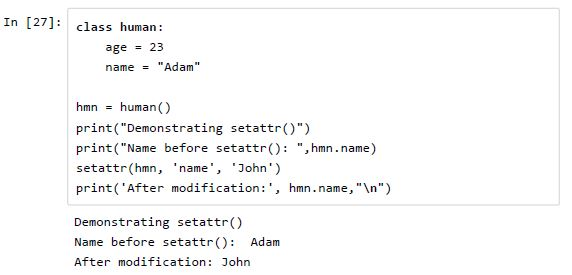 In [27]:
class human:
    age = 23
    name = "Adam"

hmn = human()
print("Demonstrating setattr()")
print("Name before setattr(): ",hmn.name)
setattr(hmn, 'name', 'John')
print('After modification:', hmn.name,"\n")
Demonstrating setattr()
Name before setattr():  Adam
After modification: John